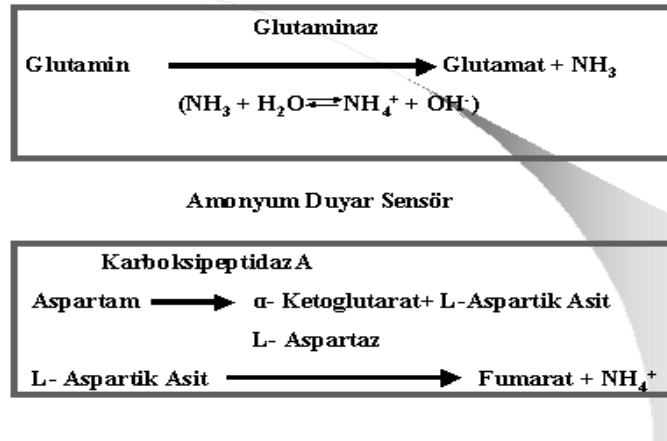 Glutaminaz
Glutamin → Glutamat + NH₃
(NH₃ + H₂O⇌NH₄⁺ + OH⁻)
Amonyum Duyar Sensör
Karboksipeptidaz A
Aspartam → α- Ketoglutarat+ L-Aspartik Asit
L- Aspartaz
L- Aspartik Asit → Fumarat + NH₄⁺